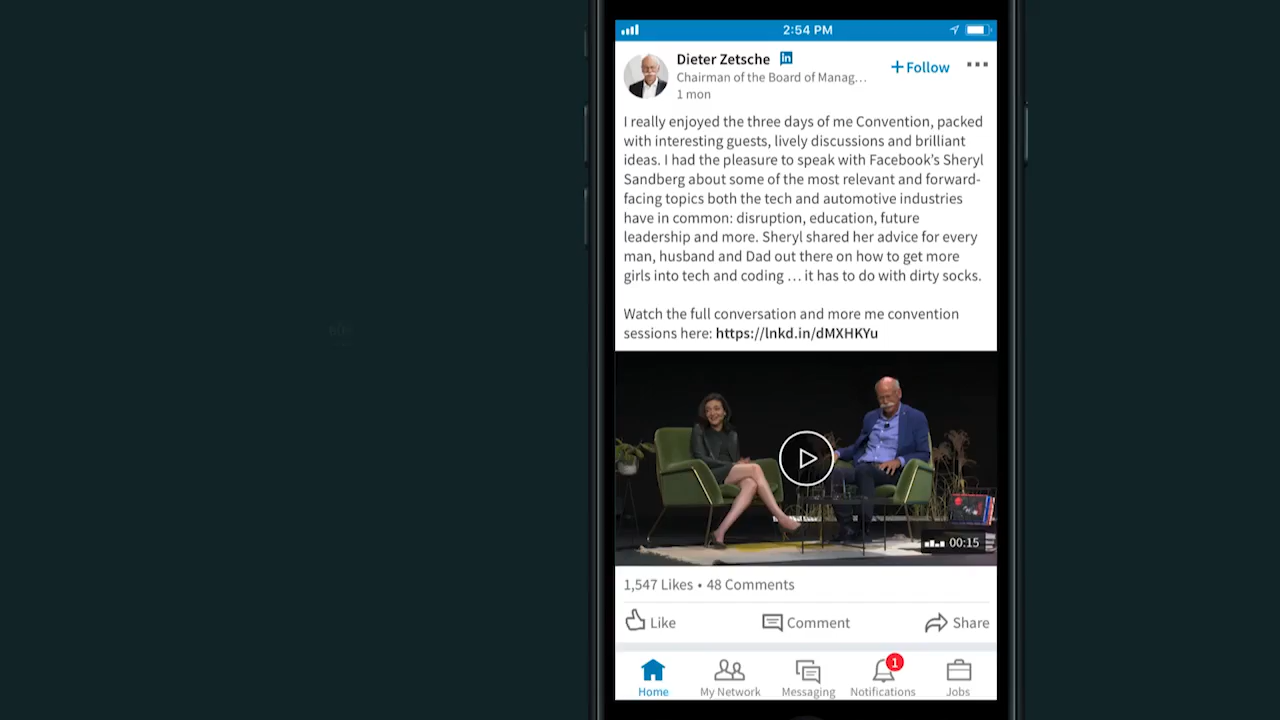 2:54 PM
Dieter Zetsche in
+ Follow
Chairman of the Board of Manag...
1 mon
I really enjoyed the three days of me Convention, packed
with interesting guests, lively discussions and brilliant
ideas. I had the pleasure to speak with Facebook's Sheryl
Sandberg about some of the most relevant and forward-
facing topics both the tech and automotive industries
have in common: disruption, education, future
leadership and more. Sheryl shared her advice for every
man, husband and Dad out there on how to get more
girls into tech and coding ... it has to do with dirty socks.
Watch the full conversation and more me convention
sessions here: https://lnkd.in/dMXHKYu
00:15
1,547 Likes • 48 Comments
Like
Comment
Share
1
Home
My Network
Messaging
Notifications
Jobs